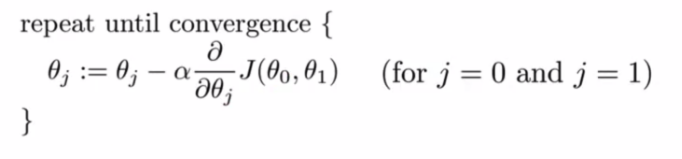 repeat until convergence {
θ_j := θ_j − α ∂/∂θ_j J(θ_0, θ_1) (for j = 0 and j = 1)
}